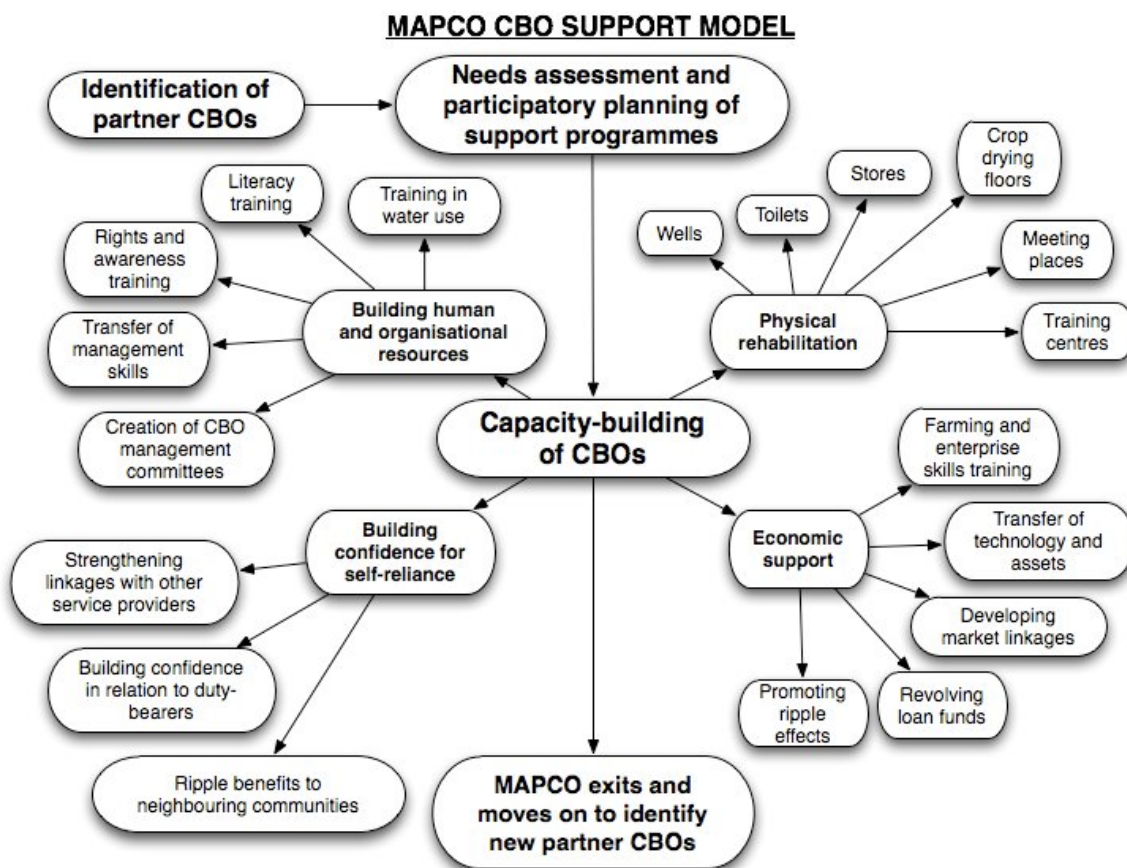 MAPCO CBO SUPPORT MODEL
Identification of
partner CBOs
Needs assessment and
participatory planning of
support programmes
Literacy
training
Training in
water use
Rights and
awareness
training
Transfer of
management
skills
Creation of CBO
management
committees
Building human
and organisational
resources
Wells
Toilets
Stores
Crop
drying
floors
Meeting
places
Training
centres
Physical
rehabilitation
Capacity-building
of CBOs
Building
confidence for
self-reliance
Strengthening
linkages with other
service providers
Building confidence
in relation to duty-
bearers
Ripple benefits to
neighbouring communities
Economic
support
Farming and
enterprise
skills training
Transfer of
technology and
assets
Developing
market linkages
Revolving
loan funds
Promoting
ripple
effects
MAPCO exits and
moves on to identify
new partner CBOs